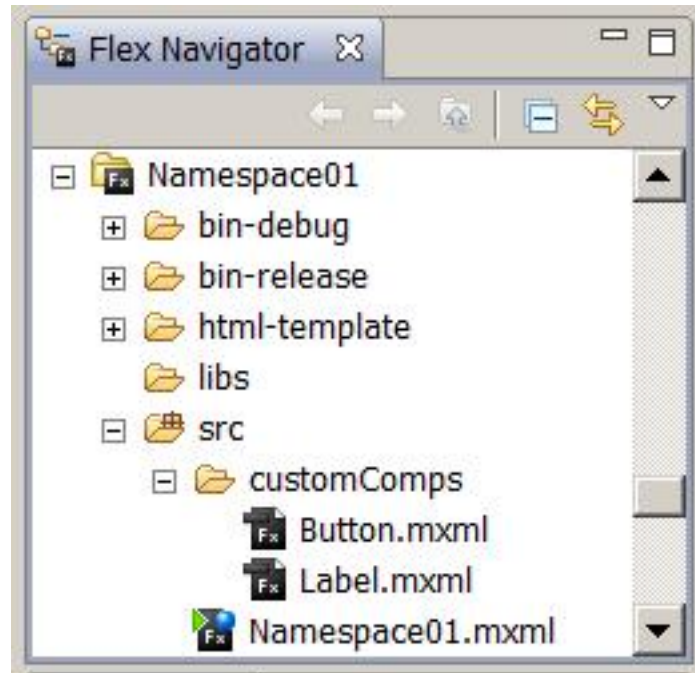 Flex Navigator
Namespace01
bin-debug
bin-release
html-template
libs
src
customComps
Button.mxml
Label.mxml
Namespace01.mxml